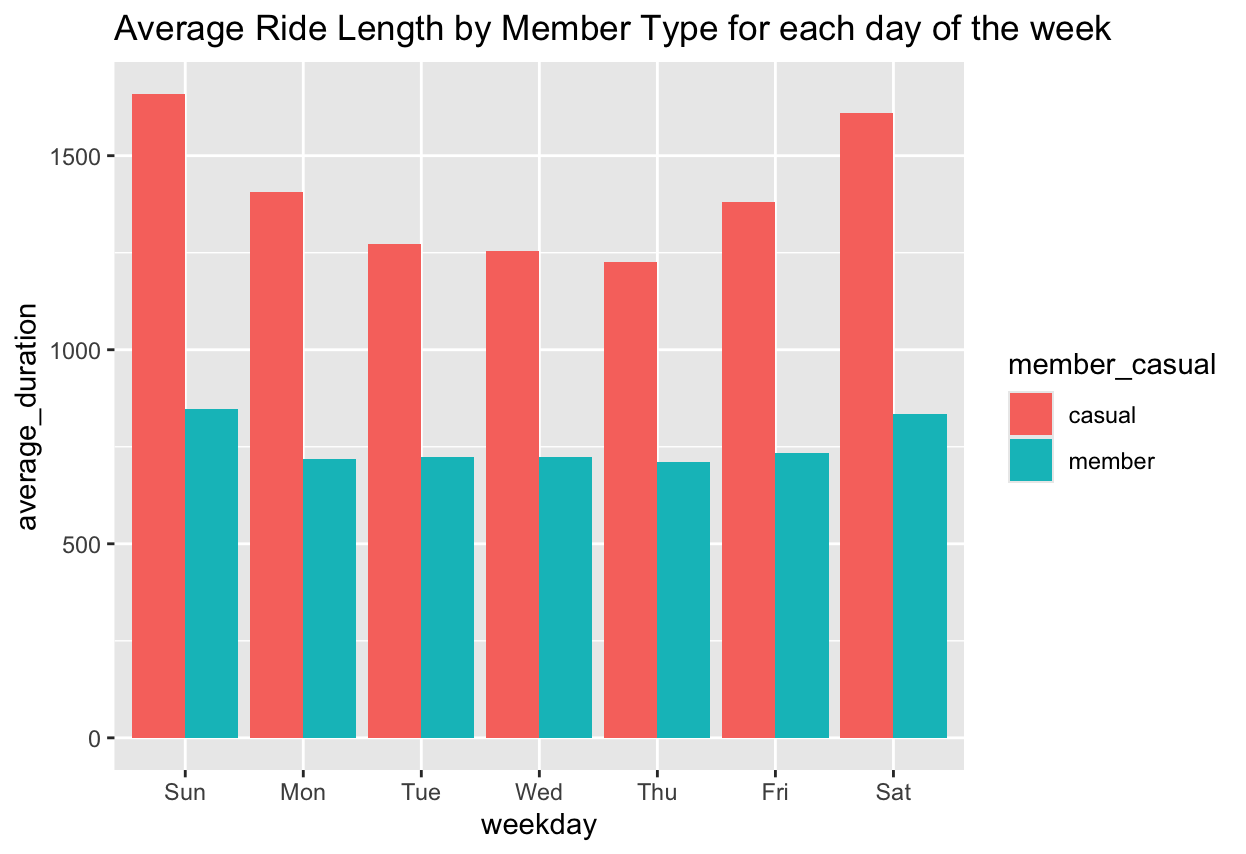 Average Ride Length by Member Type for each day of the week
average_duration
1500
1000
500
0
Sun Mon Tue Wed Thu Fri Sat
weekday
member_casual
casual
member